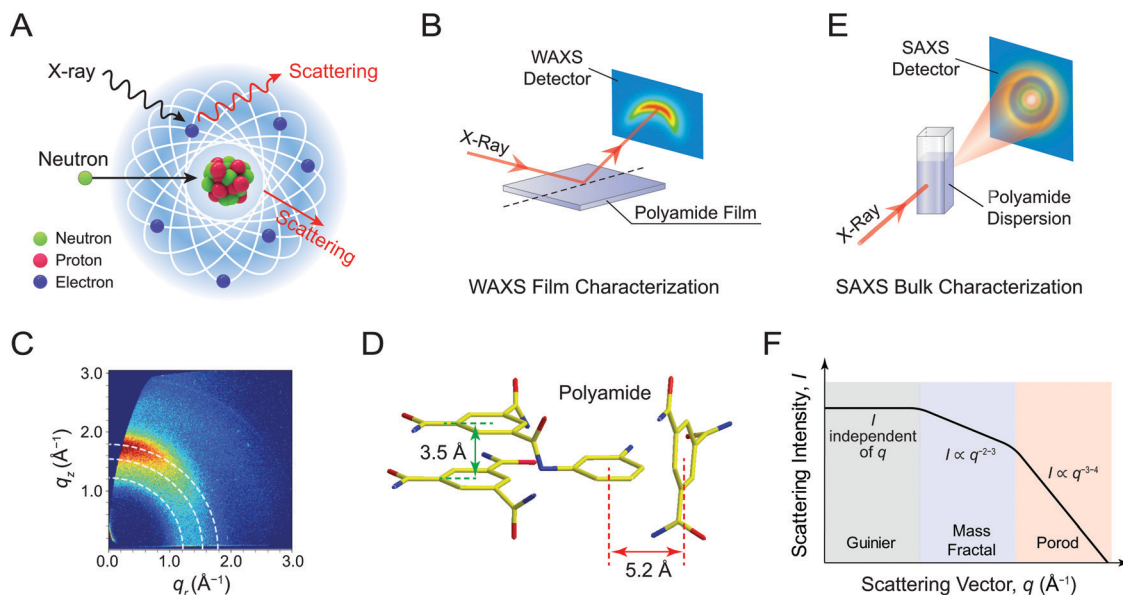 A
X-ray
Scattering
Neutron
Scattering
Neutron
Proton
Electron
B
WAXS
Detector
X-Ray
Polyamide Film
WAXS Film Characterization
E
SAXS
Detector
X-Ray
Polyamide
Dispersion
SAXS Bulk Characterization
C
3.0
2.0
1.0
q_z (Å⁻¹)
0.0 1.0 2.0 3.0
q_r (Å⁻¹)
D
Polyamide
3.5 Å
5.2 Å
F
Scattering Intensity, I
I
independent
of q
I ∝ q⁻²⁻³
I ∝ q⁻³⁻⁴
Guinier
Mass
Fractal
Porod
Scattering Vector, q (Å⁻¹)